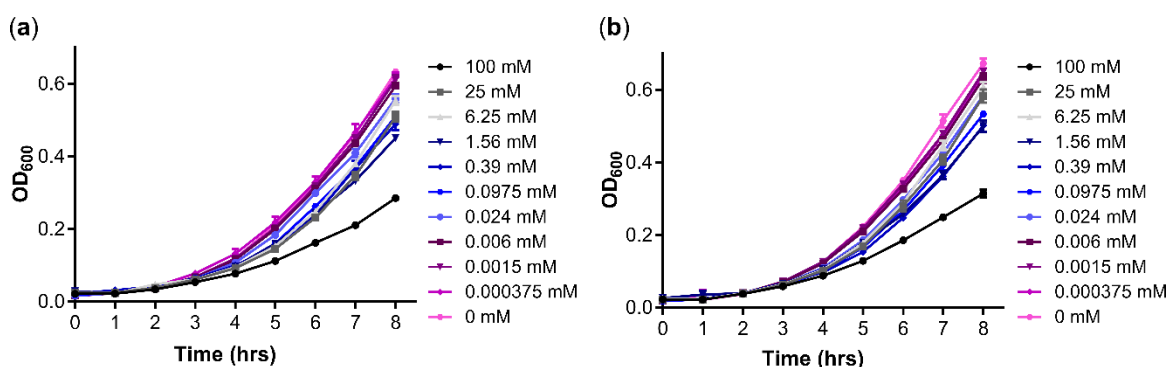 (a)
OD600
0.6
0.4
0.2
0.0
0 1 2 3 4 5 6 7 8
Time (hrs)
100 mM
25 mM
6.25 mM
1.56 mM
0.39 mM
0.0975 mM
0.024 mM
0.006 mM
0.0015 mM
0.000375 mM
0 mM
(b)
OD600
0.6
0.4
0.2
0.0
0 1 2 3 4 5 6 7 8
Time (hrs)
100 mM
25 mM
6.25 mM
1.56 mM
0.39 mM
0.0975 mM
0.024 mM
0.006 mM
0.0015 mM
0.000375 mM
0 mM